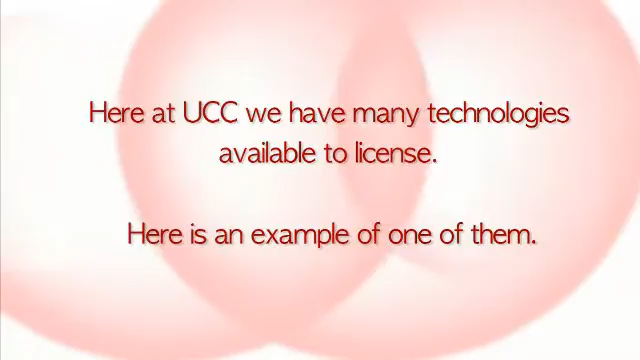 Here at UCC we have many technologies
available to license.
Here is an example of one of them.